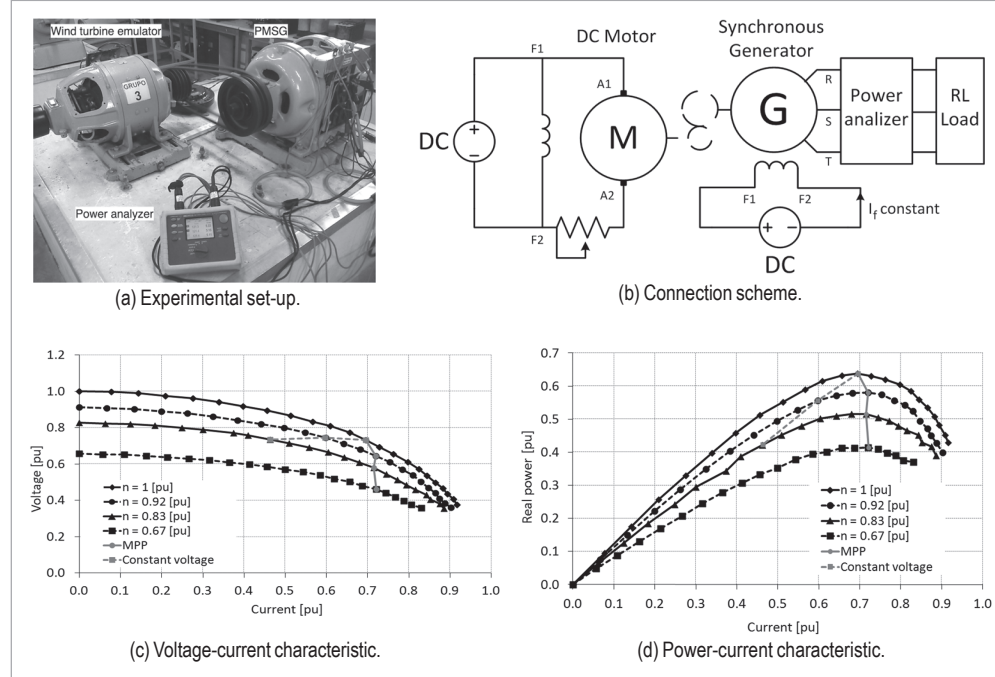 Wind turbine emulator
PMSG
GRUPO
3
Power analyzer
(a) Experimental set-up.
DC Motor
Synchronous
Generator
F1
A1
DC
+
−
M
A2
F2
G
R
S
T
Power
analizer
RL
Load
F1
F2
I_f constant
+ −
DC
(b) Connection scheme.
1.2
1.0
0.8
0.6
0.4
0.2
0.0
Voltage [pu]
n = 1 [pu]
n = 0.92 [pu]
n = 0.83 [pu]
n = 0.67 [pu]
MPP
Constant voltage
0.0 0.1 0.2 0.3 0.4 0.5 0.6 0.7 0.8 0.9 1.0
Current [pu]
(c) Voltage-current characteristic.
0.7
0.6
0.5
0.4
0.3
0.2
0.1
0.0
Real power [pu]
n = 1 [pu]
n = 0.92 [pu]
n = 0.83 [pu]
n = 0.67 [pu]
MPP
Constant voltage
0.0 0.1 0.2 0.3 0.4 0.5 0.6 0.7 0.8 0.9 1.0
Current [pu]
(d) Power-current characteristic.